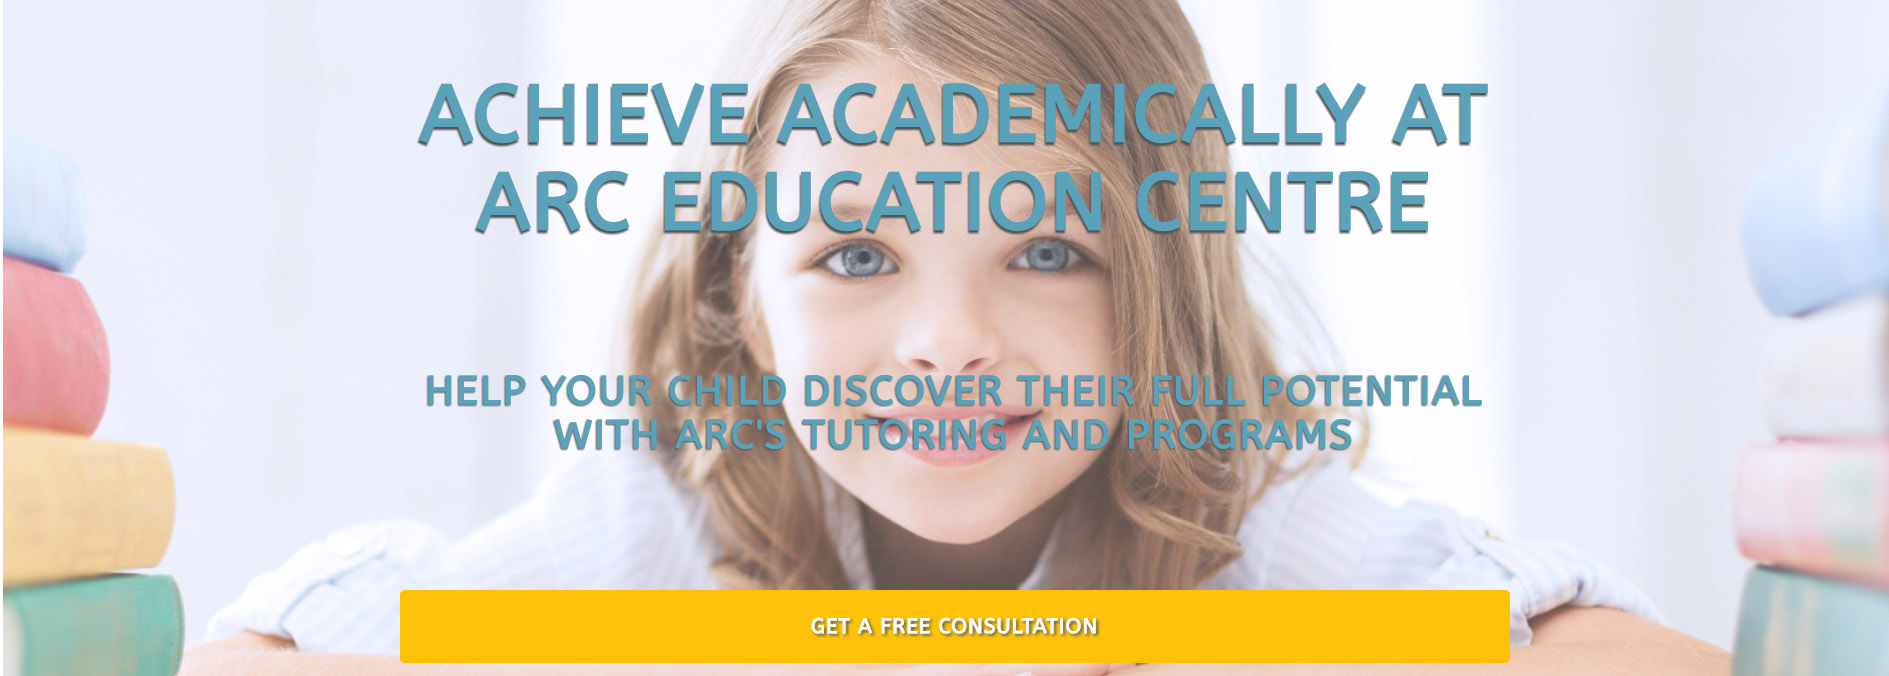 ACHIEVE ACADEMICALLY AT
ARC EDUCATION CENTRE
HELP YOUR CHILD DISCOVER THEIR FULL POTENTIAL
WITH ARC'S TUTORING AND PROGRAMS
GET A FREE CONSULTATION